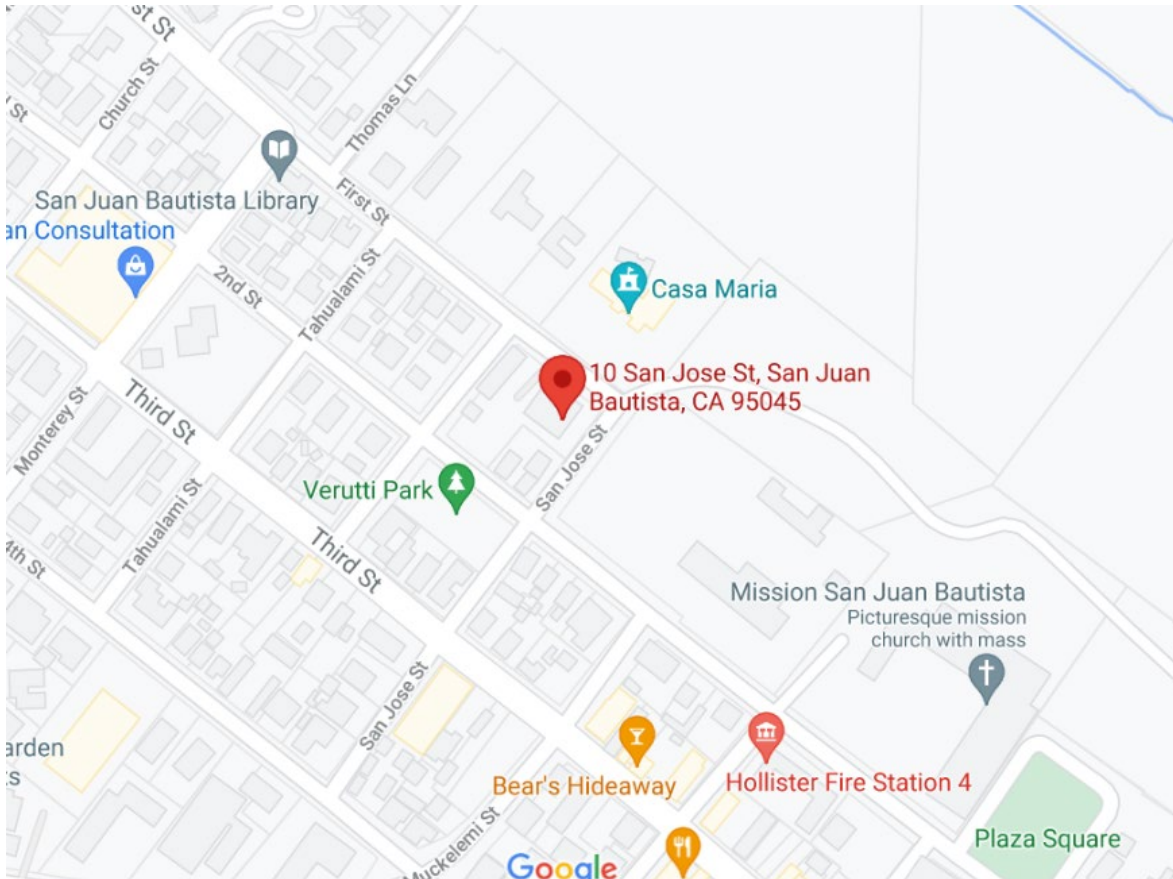 st St
Church St
Thomas Ln
St
San Juan Bautista Library
First St
an Consultation
2nd St
Tahualami St
Casa Maria
10 San Jose St, San Juan
Bautista, CA 95045
Monterey St
Third St
San Jose St
Verutti Park
Tahualami St
Third St
4th St
Mission San Juan Bautista
Picturesque mission
church with mass
San Jose St
arden
ts
Bear's Hideaway
Hollister Fire Station 4
Muckelemi St
Plaza Square
Google